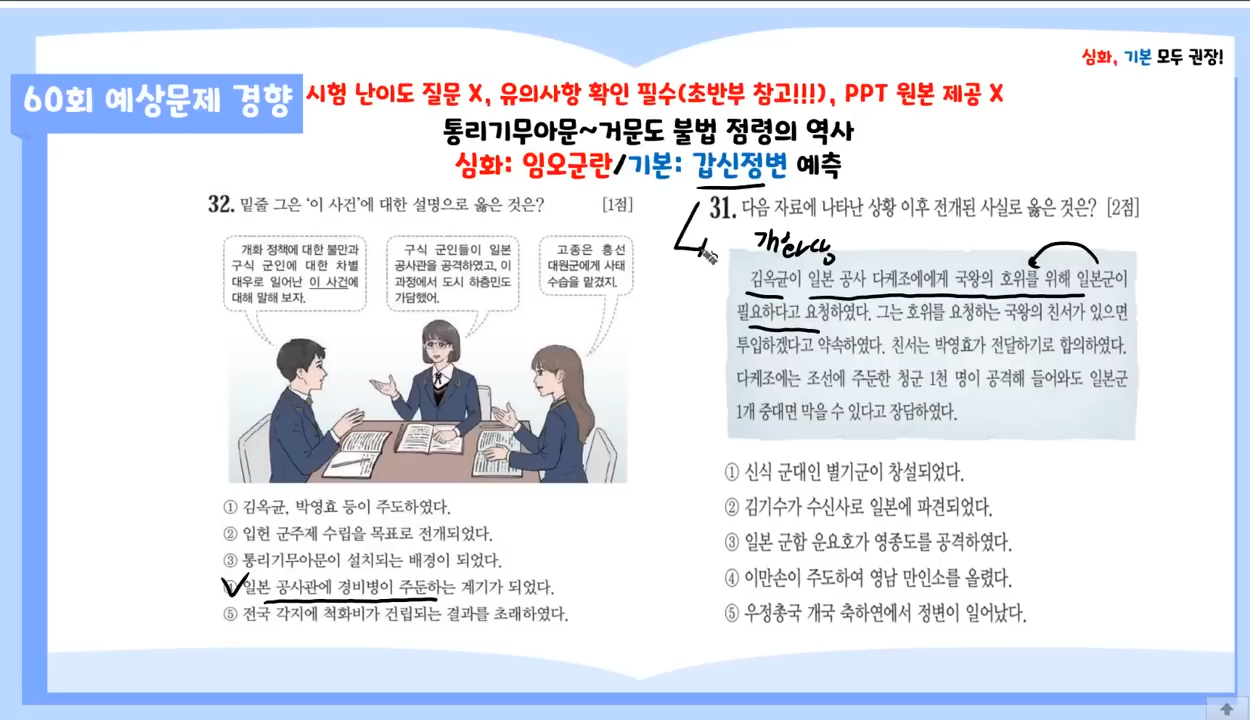 심화, 기본 모두 권장!
60회 예상문제 경향
시험 난이도 질문 X, 유의사항 확인 필수(초반부 참고!!!), PPT 원본 제공 X
통리기무아문~거문도 불법 점령의 역사
심화: 임오군란/기본: 갑신정변 예측
32. 밑줄 그은 ‘이 사건’에 대한 설명으로 옳은 것은? [1점]
개화 정책에 대한 불만과
구식 군인에 대한 차별
대우로 일어난 이 사건에
대해 말해 보자.
구식 군인들이 일본
공사관을 공격하였고, 이
과정에서 도시 하층민도
가담했어.
고종은 흥선
대원군에게 사태
수습을 맡겼지.
① 김옥균, 박영효 등이 주도하였다.
② 입헌 군주제 수립을 목표로 전개되었다.
③ 통리기무아문이 설치되는 배경이 되었다.
④ 일본 공사관에 경비병이 주둔하는 계기가 되었다.
⑤ 전국 각지에 척화비가 건립되는 결과를 초래하였다.
31. 다음 자료에 나타난 상황 이후 전개된 사실로 옳은 것은? [2점]
김옥균이 일본 공사 다케조에에게 국왕의 호위를 위해 일본군이
필요하다고 요청하였다. 그는 호위를 요청하는 국왕의 친서가 있으면
투입하겠다고 약속하였다. 친서는 박영효가 전달하기로 합의하였다.
다케조에는 조선에 주둔한 청군 1천 명이 공격해 들어와도 일본군
1개 중대면 막을 수 있다고 장담하였다.
① 신식 군대인 별기군이 창설되었다.
② 김기수가 수신사로 일본에 파견되었다.
③ 일본 군함 운요호가 영종도를 공격하였다.
④ 이만손이 주도하여 영남 만인소를 올렸다.
⑤ 우정총국 개국 축하연에서 정변이 일어났다.